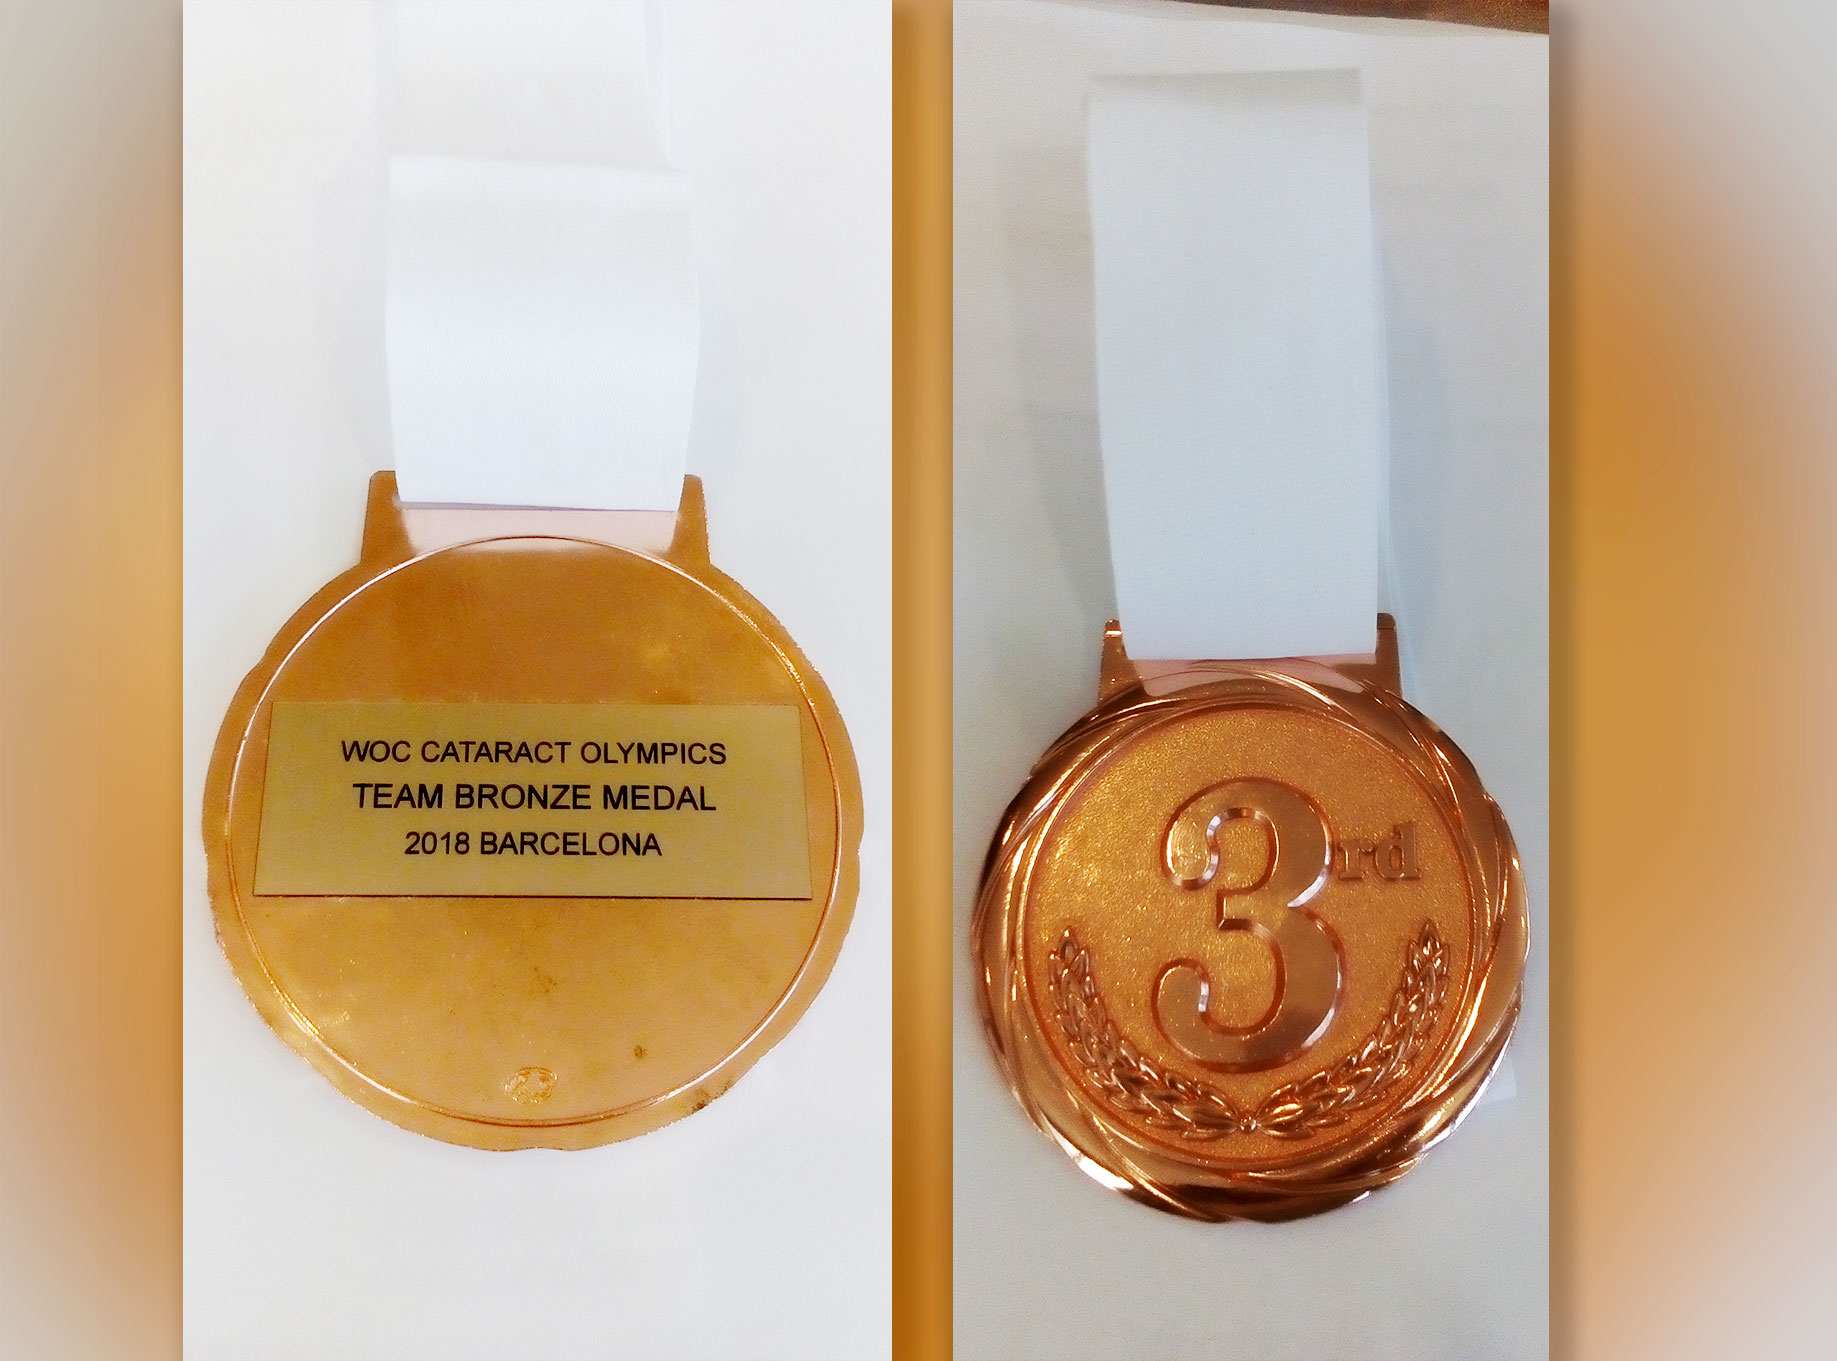 WOC CATARACT OLYMPICS
TEAM BRONZE MEDAL
2018 BARCELONA
3rd